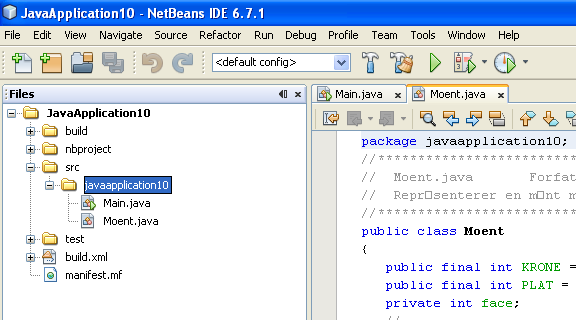 JavaApplication10 - NetBeans IDE 6.7.1
File Edit View Navigate Source Refactor Run Debug Profile Team Tools Window Help
<default config>
Files
Main.java
Moent.java
JavaApplication10
build
nbproject
src
javaapplication10
Main.java
Moent.java
test
build.xml
manifest.mf
package javaapplication10;
//*************************
// Moent.java Forfat
// Repr□senterer en m□nt m
//*************************
public class Moent
{
public final int KRONE =
public final int PLAT =
private int face;
//